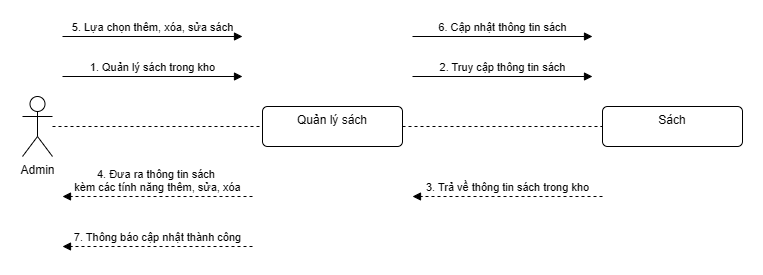 5. Lựa chọn thêm, xóa, sửa sách
6. Cập nhật thông tin sách
1. Quản lý sách trong kho
2. Truy cập thông tin sách
Quản lý sách
Sách
Admin
4. Đưa ra thông tin sách
kèm các tính năng thêm, sửa, xóa
3. Trả về thông tin sách trong kho
7. Thông báo cập nhật thành công